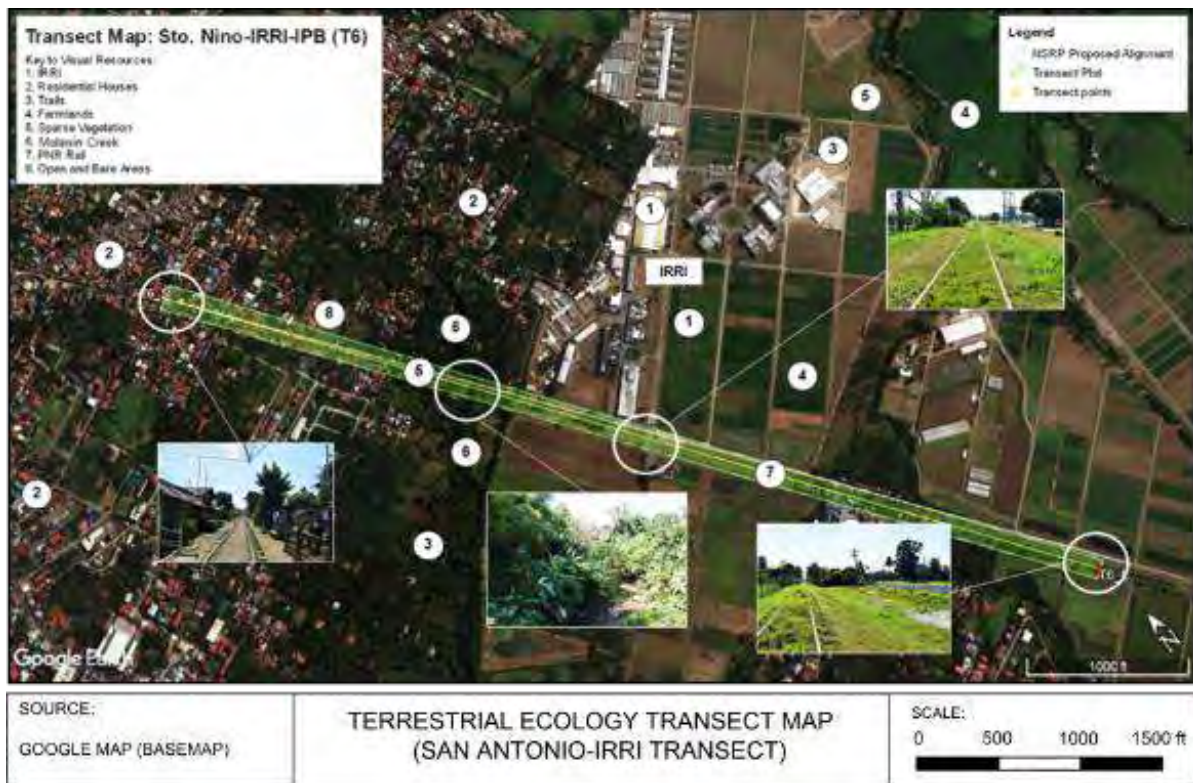 Transect Map: Sto. Nino-IRRI-IPB (T6)
Key to Visual Resources:
1. IRRI
2. Residential Houses
3. Trails
4. Farmlands
5. Sparse Vegetation
6. Molawin Creek
7. PNR Rail
8. Open and Bare Areas
Legend
NSRP Proposed Alignment
Transect Plot
Transect points
5
4
3
2
1
IRRI
2
1
8
6
5
4
6
7
2
3
T6
N
Google Earth
1000 ft
SOURCE:
GOOGLE MAP (BASEMAP)
TERRESTRIAL ECOLOGY TRANSECT MAP
(SAN ANTONIO-IRRI TRANSECT)
SCALE:
0 500 1000 1500 ft